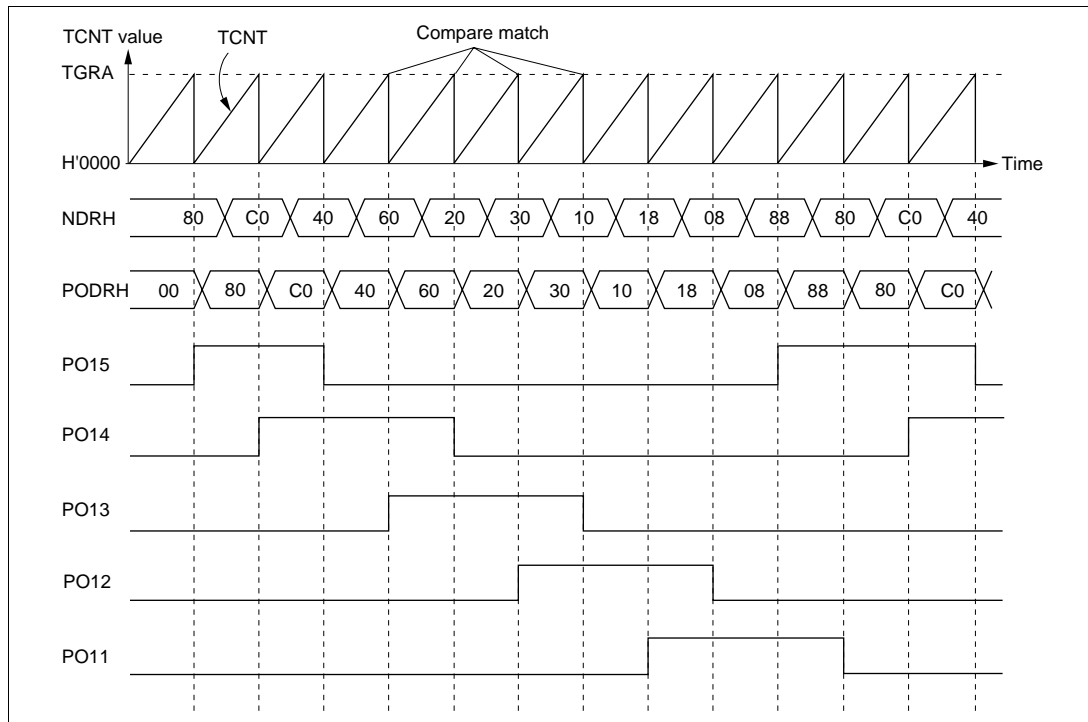 TCNT value
TCNT
Compare match
TGRA
H'0000
Time
NDRH
80 C0 40 60 20 30 10 18 08 88 80 C0 40
PODRH
00 80 C0 40 60 20 30 10 18 08 88 80 C0
PO15
PO14
PO13
PO12
PO11